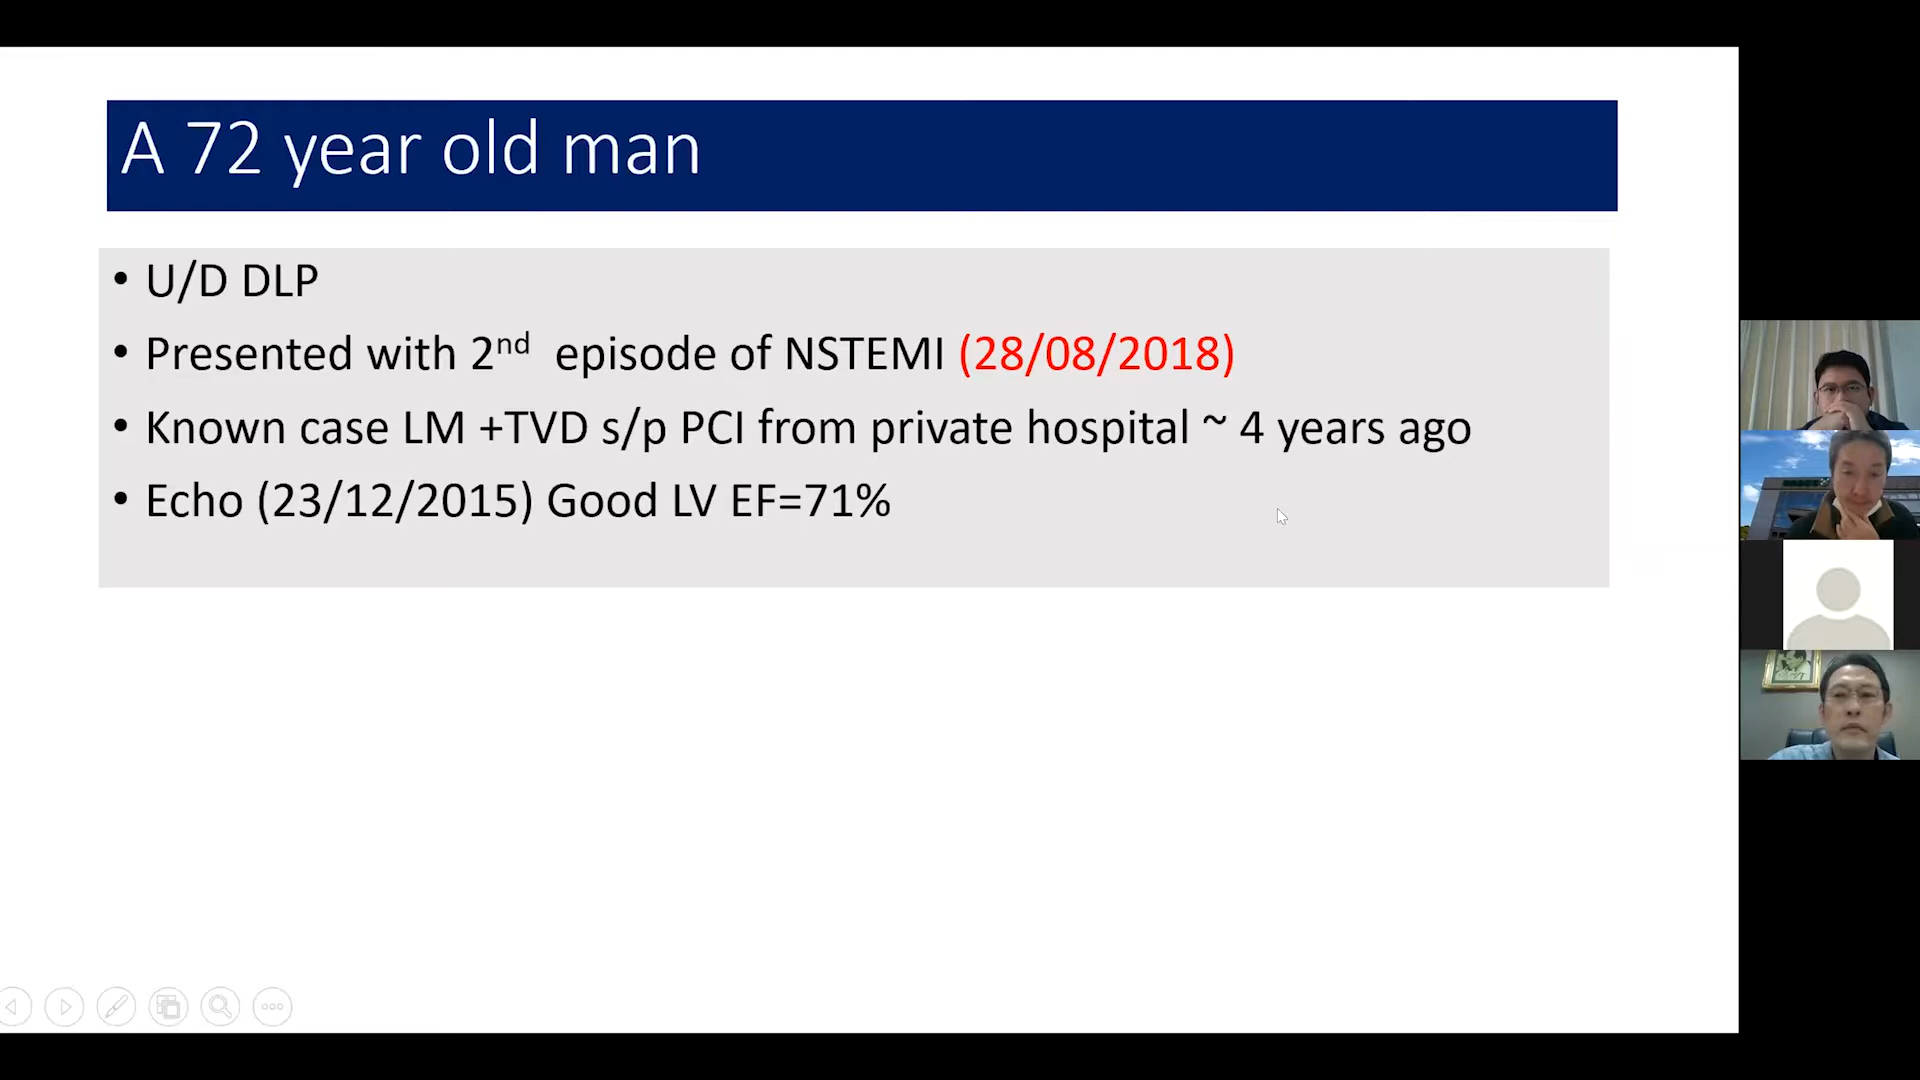 A 72 year old man
• U/D DLP
• Presented with 2nd episode of NSTEMI (28/08/2018)
• Known case LM +TVD s/p PCI from private hospital ~ 4 years ago
• Echo (23/12/2015) Good LV EF=71%